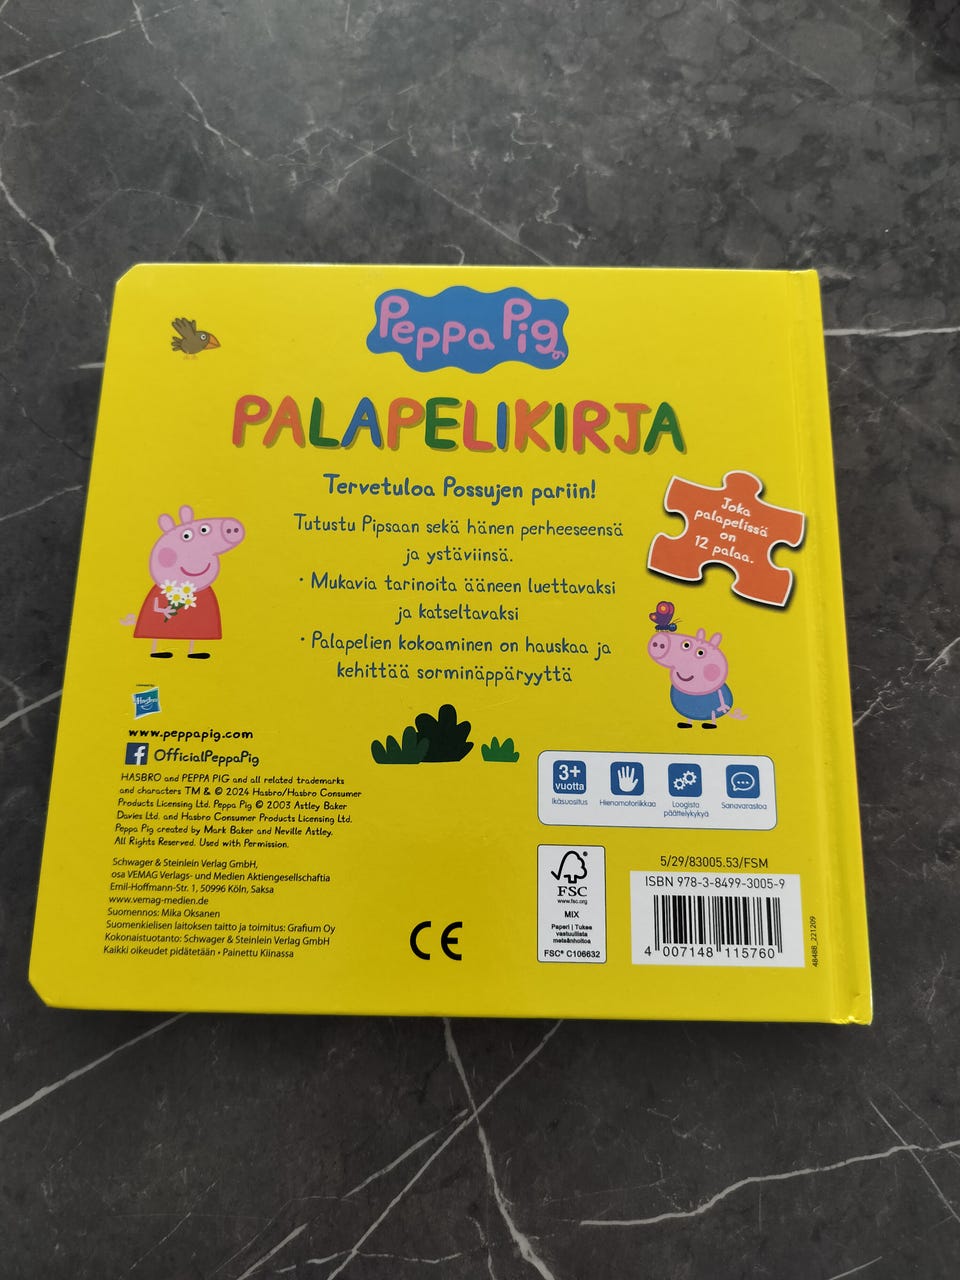 Peppa Pig
PALAPELIKIRJA
Tervetuloa Possujen pariin!
Tutustu Pipsaan sekä hänen perheeseensä
ja ystäviinsä.
• Mukavia tarinoita ääneen luettavaksi
ja katseltavaksi
• Palapelien kokoaminen on hauskaa ja
kehittää sorminäppäryyttä
Joka
palapelissä
on
12 palaa.
Hasbro
www.peppapig.com
f OfficialPeppaPig
HASBRO and PEPPA PIG and all related trademarks
and characters TM & © 2024 Hasbro/Hasbro Consumer
Products Licensing Ltd. Peppa Pig © 2003 Astley Baker
Davies Ltd. and Hasbro Consumer Products Licensing Ltd.
Peppa Pig created by Mark Baker and Neville Astley.
All Rights Reserved. Used with Permission.
Schwager & Steinlein Verlag GmbH,
osa VEMAG Verlags- und Medien Aktiengesellschaftia
Emil-Hoffmann-Str. 1, 50996 Köln, Saksa
www.vemag-medien.de
Suomennos: Mika Oksanen
Suomenkielisen laitoksen taitto ja toimitus: Grafium Oy
Kokonaistuotanto: Schwager & Steinlein Verlag GmbH
Kaikki oikeudet pidätetään • Painettu Kiinassa
CE
3+
vuotta
Ikäsuositus
Hienomotoriikkaa
Loogista
päättelykykyä
Sanavarastoa
FSC
www.fsc.org
MIX
Paperi | Tukee
vastuullista
metsänhoitoa
FSC® C106632
5/29/83005.53/FSM
ISBN 978-3-8499-3005-9
4 007148 115760
48488_221209